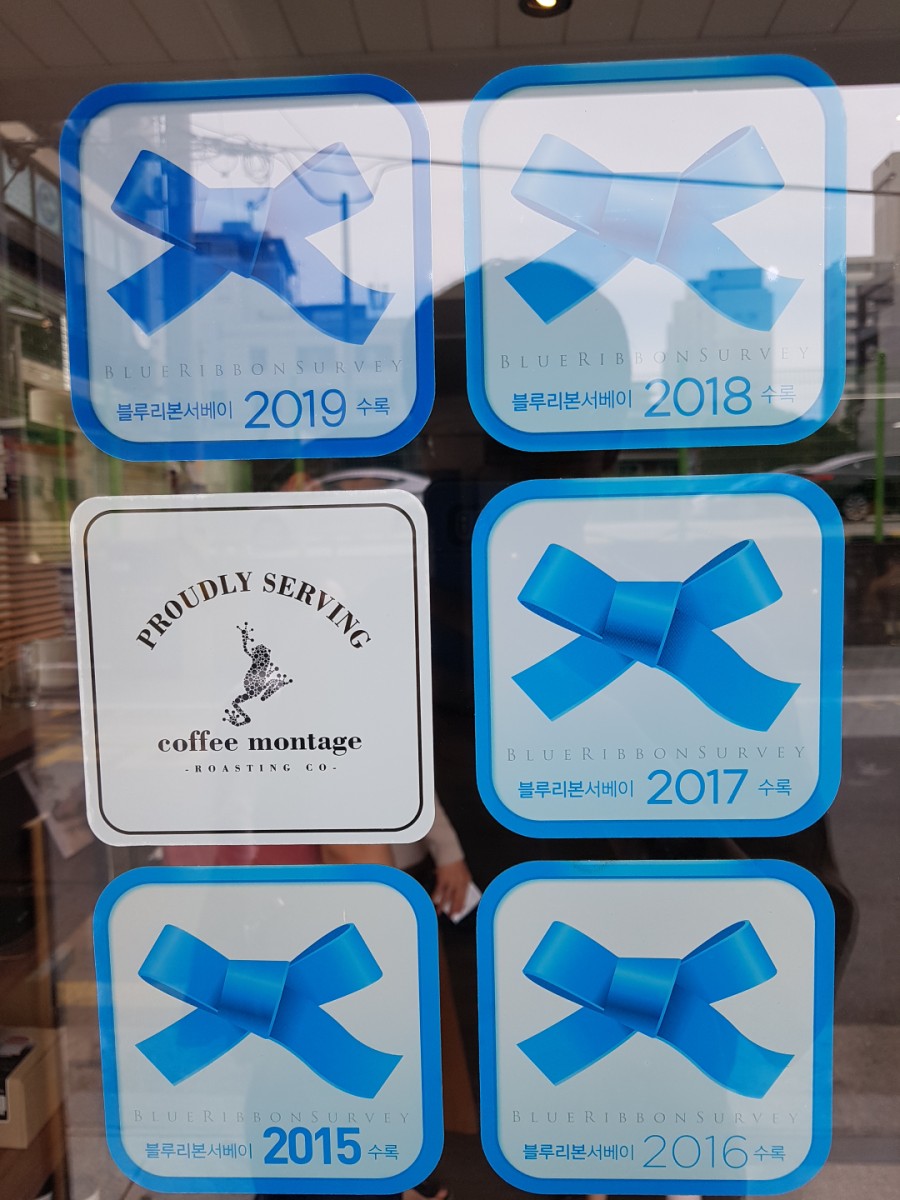 BLUERIBBONSURVEY
블루리본서베이 2019 수록
BLUERIBBONSURVEY
블루리본서베이 2018 수록
PROUDLY SERVING
coffee montage
-ROASTING CO-
BLUERIBBONSURVEY
블루리본서베이 2017 수록
BLUERIBBONSURVEY
블루리본서베이 2015 수록
BLUERIBBONSURVEY
블루리본서베이 2016 수록